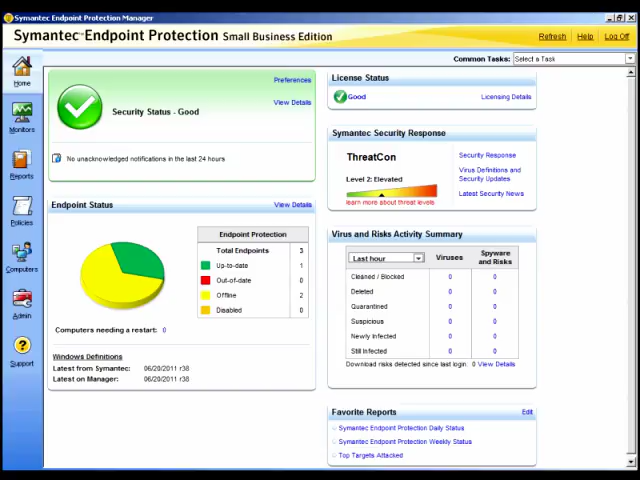 Symantec Endpoint Protection Manager
Symantec™ Endpoint Protection Small Business Edition
Refresh Help Log Off
Common Tasks: Select a Task
Home
Monitors
Reports
Policies
Computers
Admin
Support
Preferences
Security Status - Good
View Details
No unacknowledged notifications in the last 24 hours
Endpoint Status
View Details
Endpoint Protection
Total Endpoints 3
Up-to-date 1
Out-of-date 0
Offline 2
Disabled 0
Computers needing a restart: 0
Windows Definitions
Latest from Symantec: 06/20/2011 r38
Latest on Manager: 06/20/2011 r38
License Status
Good
Licensing Details
Symantec Security Response
ThreatCon
Level 2: Elevated
learn more about threat levels
Security Response
Virus Definitions and
Security Updates
Latest Security News
Virus and Risks Activity Summary
Last hour Viruses Spyware
and Risks
Cleaned / Blocked 0 0
Deleted 0 0
Quarantined 0 0
Suspicious 0 0
Newly Infected 0 0
Still Infected 0 0
Download risks detected since last login: 0 View Details
Favorite Reports
Edit
Symantec Endpoint Protection Daily Status
Symantec Endpoint Protection Weekly Status
Top Targets Attacked